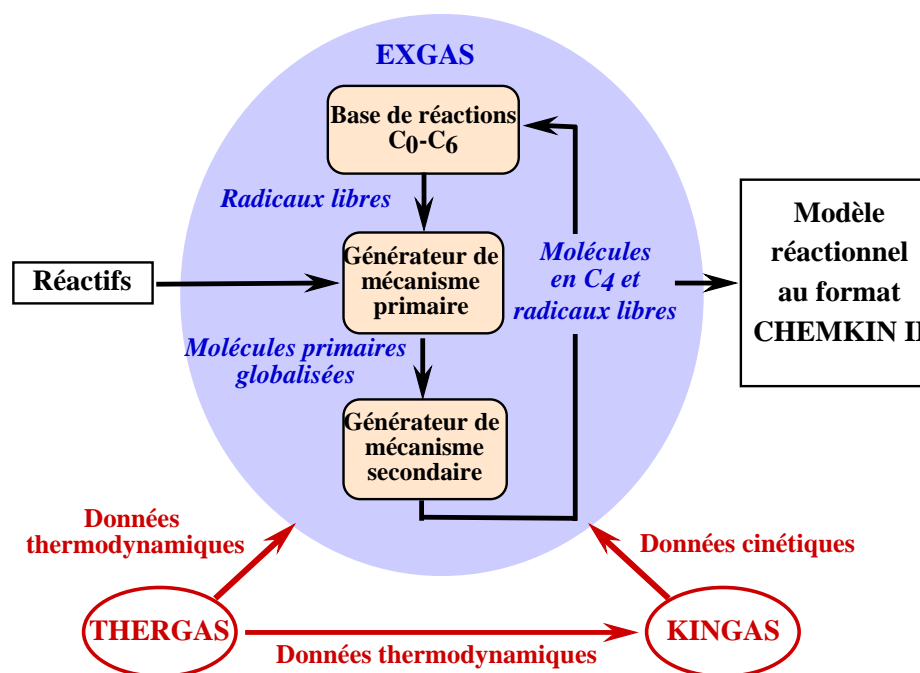 EXGAS
Base de réactions
C0-C6
Radicaux libres
Réactifs
Générateur de
mécanisme
primaire
Molécules
en C4 et
radicaux libres
Modèle
réactionnel
au format
CHEMKIN II
Molécules primaires
globalisées
Générateur de
mécanisme
secondaire
Données
thermodynamiques
Données cinétiques
THERGAS
KINGAS
Données thermodynamiques